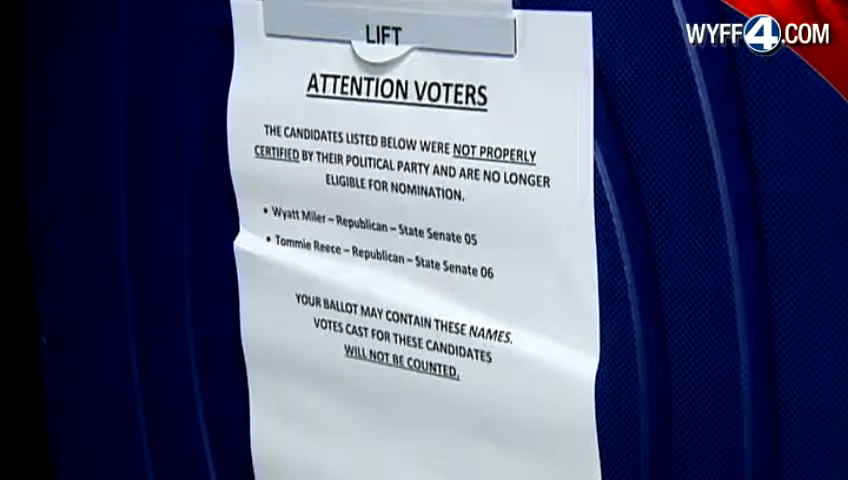 WYFF4.COM
LIFT
ATTENTION VOTERS
THE CANDIDATES LISTED BELOW WERE NOT PROPERLY
CERTIFIED BY THEIR POLITICAL PARTY AND ARE NO LONGER
ELIGIBLE FOR NOMINATION.
• Wyatt Miler – Republican – State Senate 05
• Tommie Reece – Republican – State Senate 06
YOUR BALLOT MAY CONTAIN THESE NAMES.
VOTES CAST FOR THESE CANDIDATES
WILL NOT BE COUNTED.